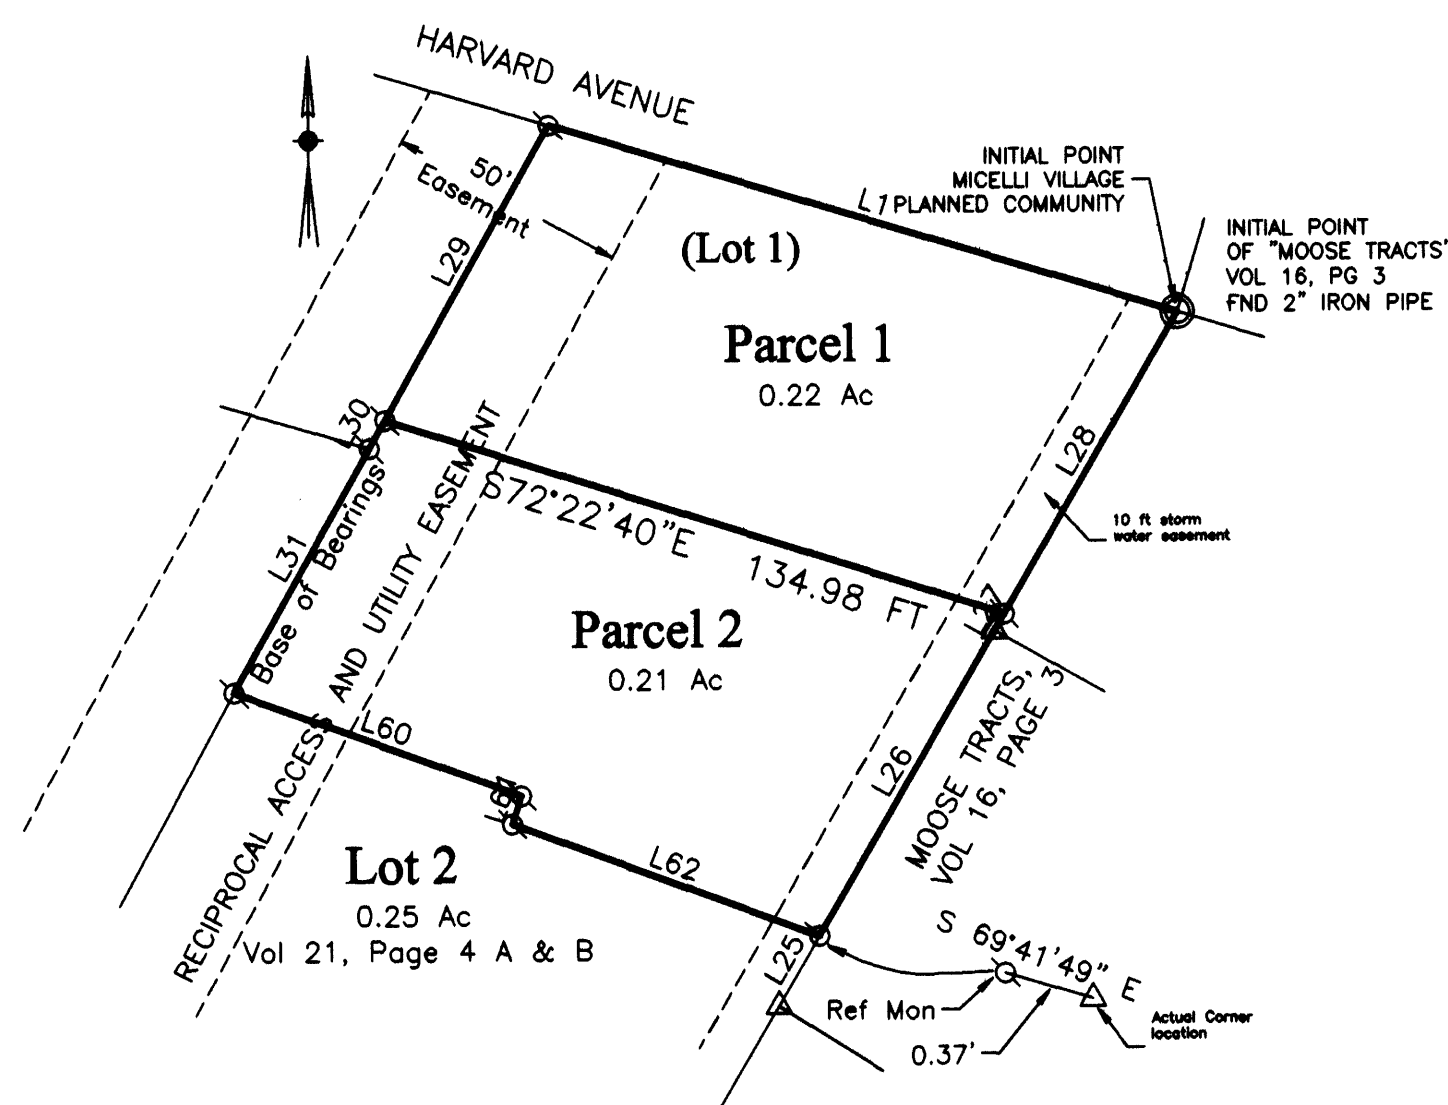 HARVARD AVENUE
50'
Easement
INITIAL POINT
MICELLI VILLAGE
PLANNED COMMUNITY
L1
INITIAL POINT
OF "MOOSE TRACTS'
VOL 16, PG 3
FND 2" IRON PIPE
(Lot 1)
L29
Parcel 1
0.22 Ac
L28
30
10 ft storm
water easement
S72°22'40"E 134.98 FT
L31
Base of Bearings
RECIPROCAL ACCESS AND UTILITY EASEMENT
Parcel 2
0.21 Ac
L27
MOOSE TRACTS,
VOL 16, PAGE 3
L60
L61
L26
L62
Lot 2
0.25 Ac
Vol 21, Page 4 A & B
L25
S 69°41'49" E
Ref Mon
0.37'
Actual Corner
location